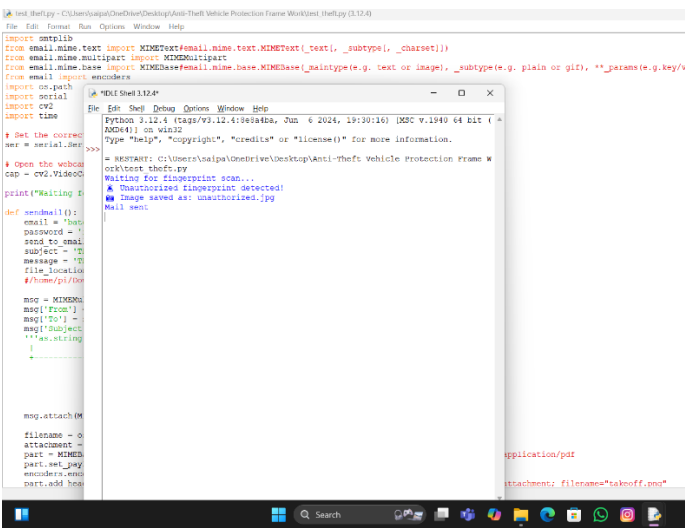 test_theft.py - C:\Users\saipa\OneDrive\Desktop\Anti-Theft Vehicle Protection Frame Work\test_theft.py (3.12.4)
File Edit Format Run Options Window Help
import smtplib
from email.mime.text import MIMEText#email.mime.text.MIMEText(_text[, _subtype[, _charset]])
from email.mime.multipart import MIMEMultipart
from email.mime.base import MIMEBase#email.mime.base.MIMEBase(_maintype(e.g. text or image), _subtype(e.g. plain or gif), **_params(e.g.key/v
from email import encoders
import os.path
import serial
import cv2
import time
# Set the correc
ser = serial.Ser
# Open the webcam
cap = cv2.VideoC
print("Waiting f
def sendmail():
email = 'bat
password = '
send_to_emai
subject = 'T
message = 'T
file_location
#/home/pi/Dow
msg = MIMEMu
msg['From'] =
msg['To'] =
msg['Subject
'''as.string
|
+----------
msg.attach(M
filename = o
attachment =
part = MIMEB
application/pdf
part.set_pay
encoders.enc
part.add_hea
ttachment; filename="takeoff.png"
*IDLE Shell 3.12.4*
File Edit Shell Debug Options Window Help
Python 3.12.4 (tags/v3.12.4:8e8a4ba, Jun 6 2024, 19:30:16) [MSC v.1940 64 bit (
AMD64)] on win32
Type "help", "copyright", "credits" or "license()" for more information.
>>>
= RESTART: C:\Users\saipa\OneDrive\Desktop\Anti-Theft Vehicle Protection Frame W
ork\test_theft.py
Waiting for fingerprint scan...
Unauthorized fingerprint detected!
Image saved as: unauthorized.jpg
Mail sent
Search